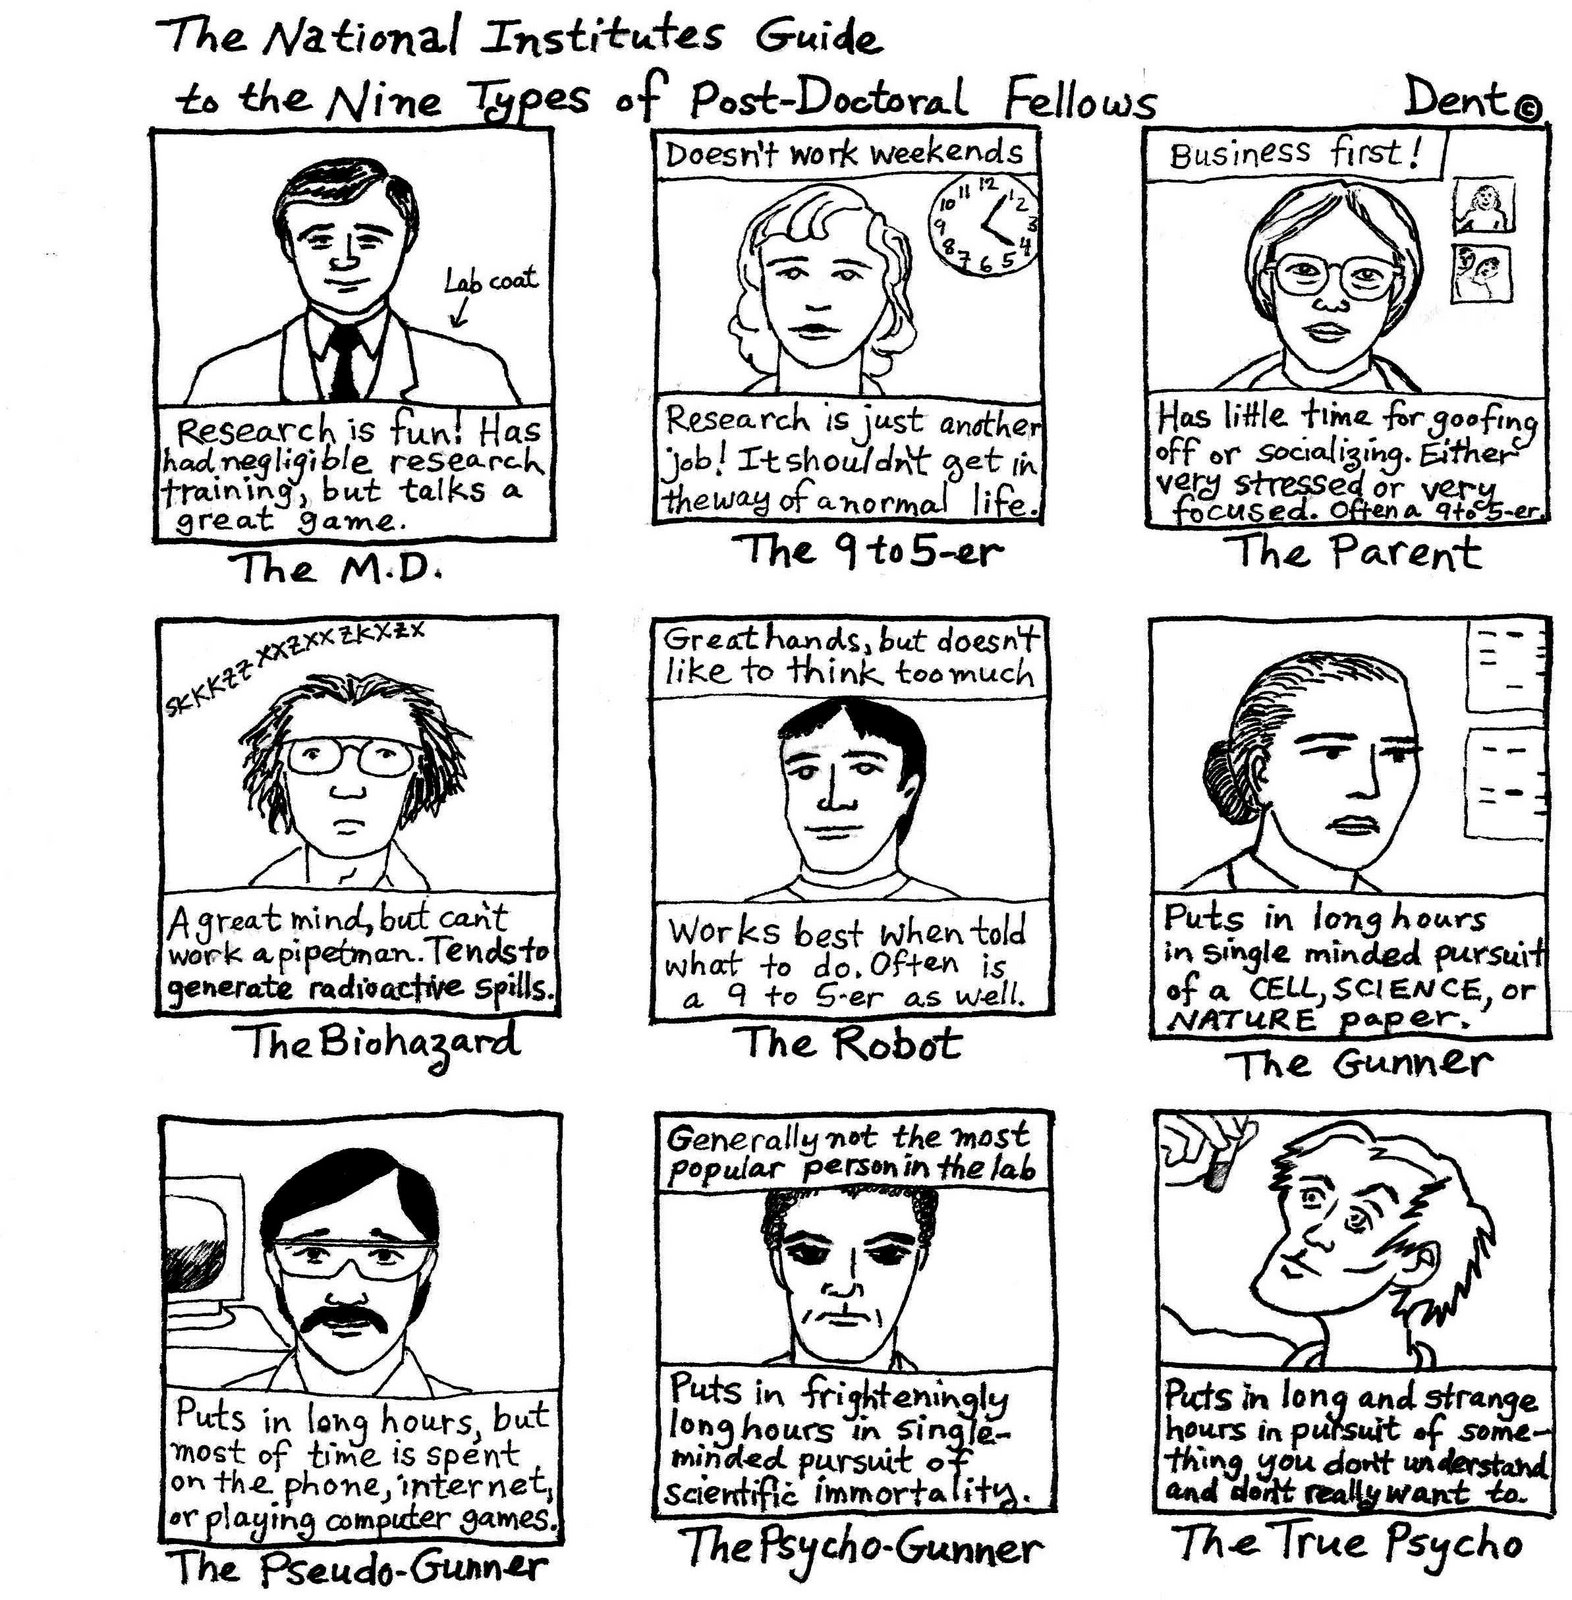 The National Institutes Guide
to the Nine Types of Post-Doctoral Fellows
Dent ©
Lab coat
Research is fun! Has
had negligible research
training, but talks a
great game.
The M.D.
Doesn't work weekends
12
1
2
3
4
5
6
7
8
9
10
11
Research is just another
job! It shouldn't get in
the way of a normal life.
The 9 to 5-er
Business first!
Has little time for goofing
off or socializing. Either
very stressed or very
focused. Often a 9 to 5-er.
The Parent
SKKKZZZXXZXXZKXZX
A great mind, but can't
work a pipetman. Tends to
generate radioactive spills.
The Biohazard
Great hands, but doesn't
like to think too much
Works best when told
what to do. Often is
a 9 to 5-er as well.
The Robot
Puts in long hours
in single minded pursuit
of a CELL, SCIENCE, or
NATURE paper.
The Gunner
Puts in long hours, but
most of time is spent
on the phone, internet,
or playing computer games.
The Pseudo-Gunner
Generally not the most
popular person in the lab
Puts in frighteningly
long hours in single-
minded pursuit of
scientific immortality.
The Psycho-Gunner
Puts in long and strange
hours in pursuit of some-
thing you don't understand
and don't really want to.
The True Psycho